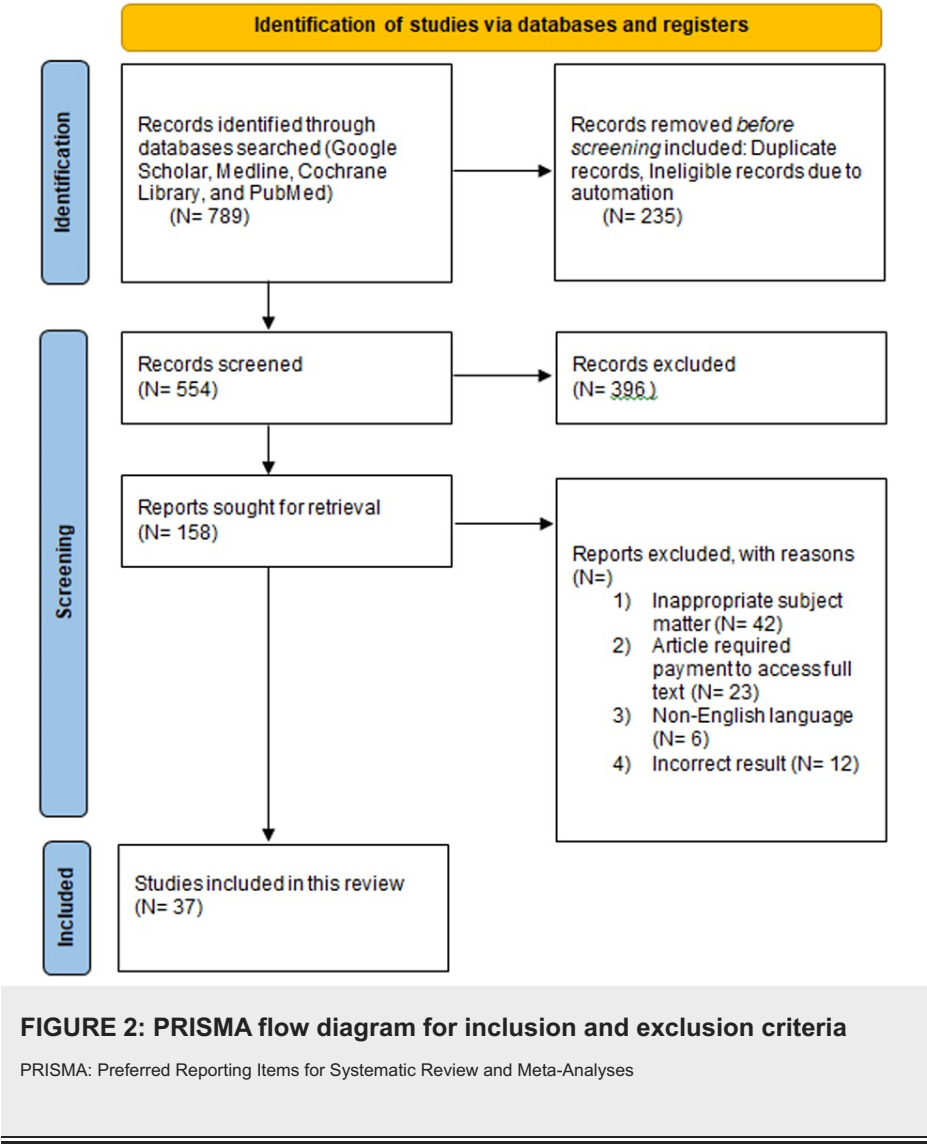 Identification of studies via databases and registers
Identification
Records identified through
databases searched (Google
Scholar, Medline, Cochrane
Library, and PubMed)
(N= 789)
Records removed before
screening included: Duplicate
records, Ineligible records due to
automation
(N= 235)
Screening
Records screened
(N= 554)
Records excluded
(N= 396 )
Reports sought for retrieval
(N= 158)
Reports excluded, with reasons
(N=)
1) Inappropriate subject
matter (N= 42)
2) Article required
payment to access full
text (N= 23)
3) Non-English language
(N= 6)
4) Incorrect result (N= 12)
Included
Studies included in this review
(N= 37)
FIGURE 2: PRISMA flow diagram for inclusion and exclusion criteria
PRISMA: Preferred Reporting Items for Systematic Review and Meta-Analyses